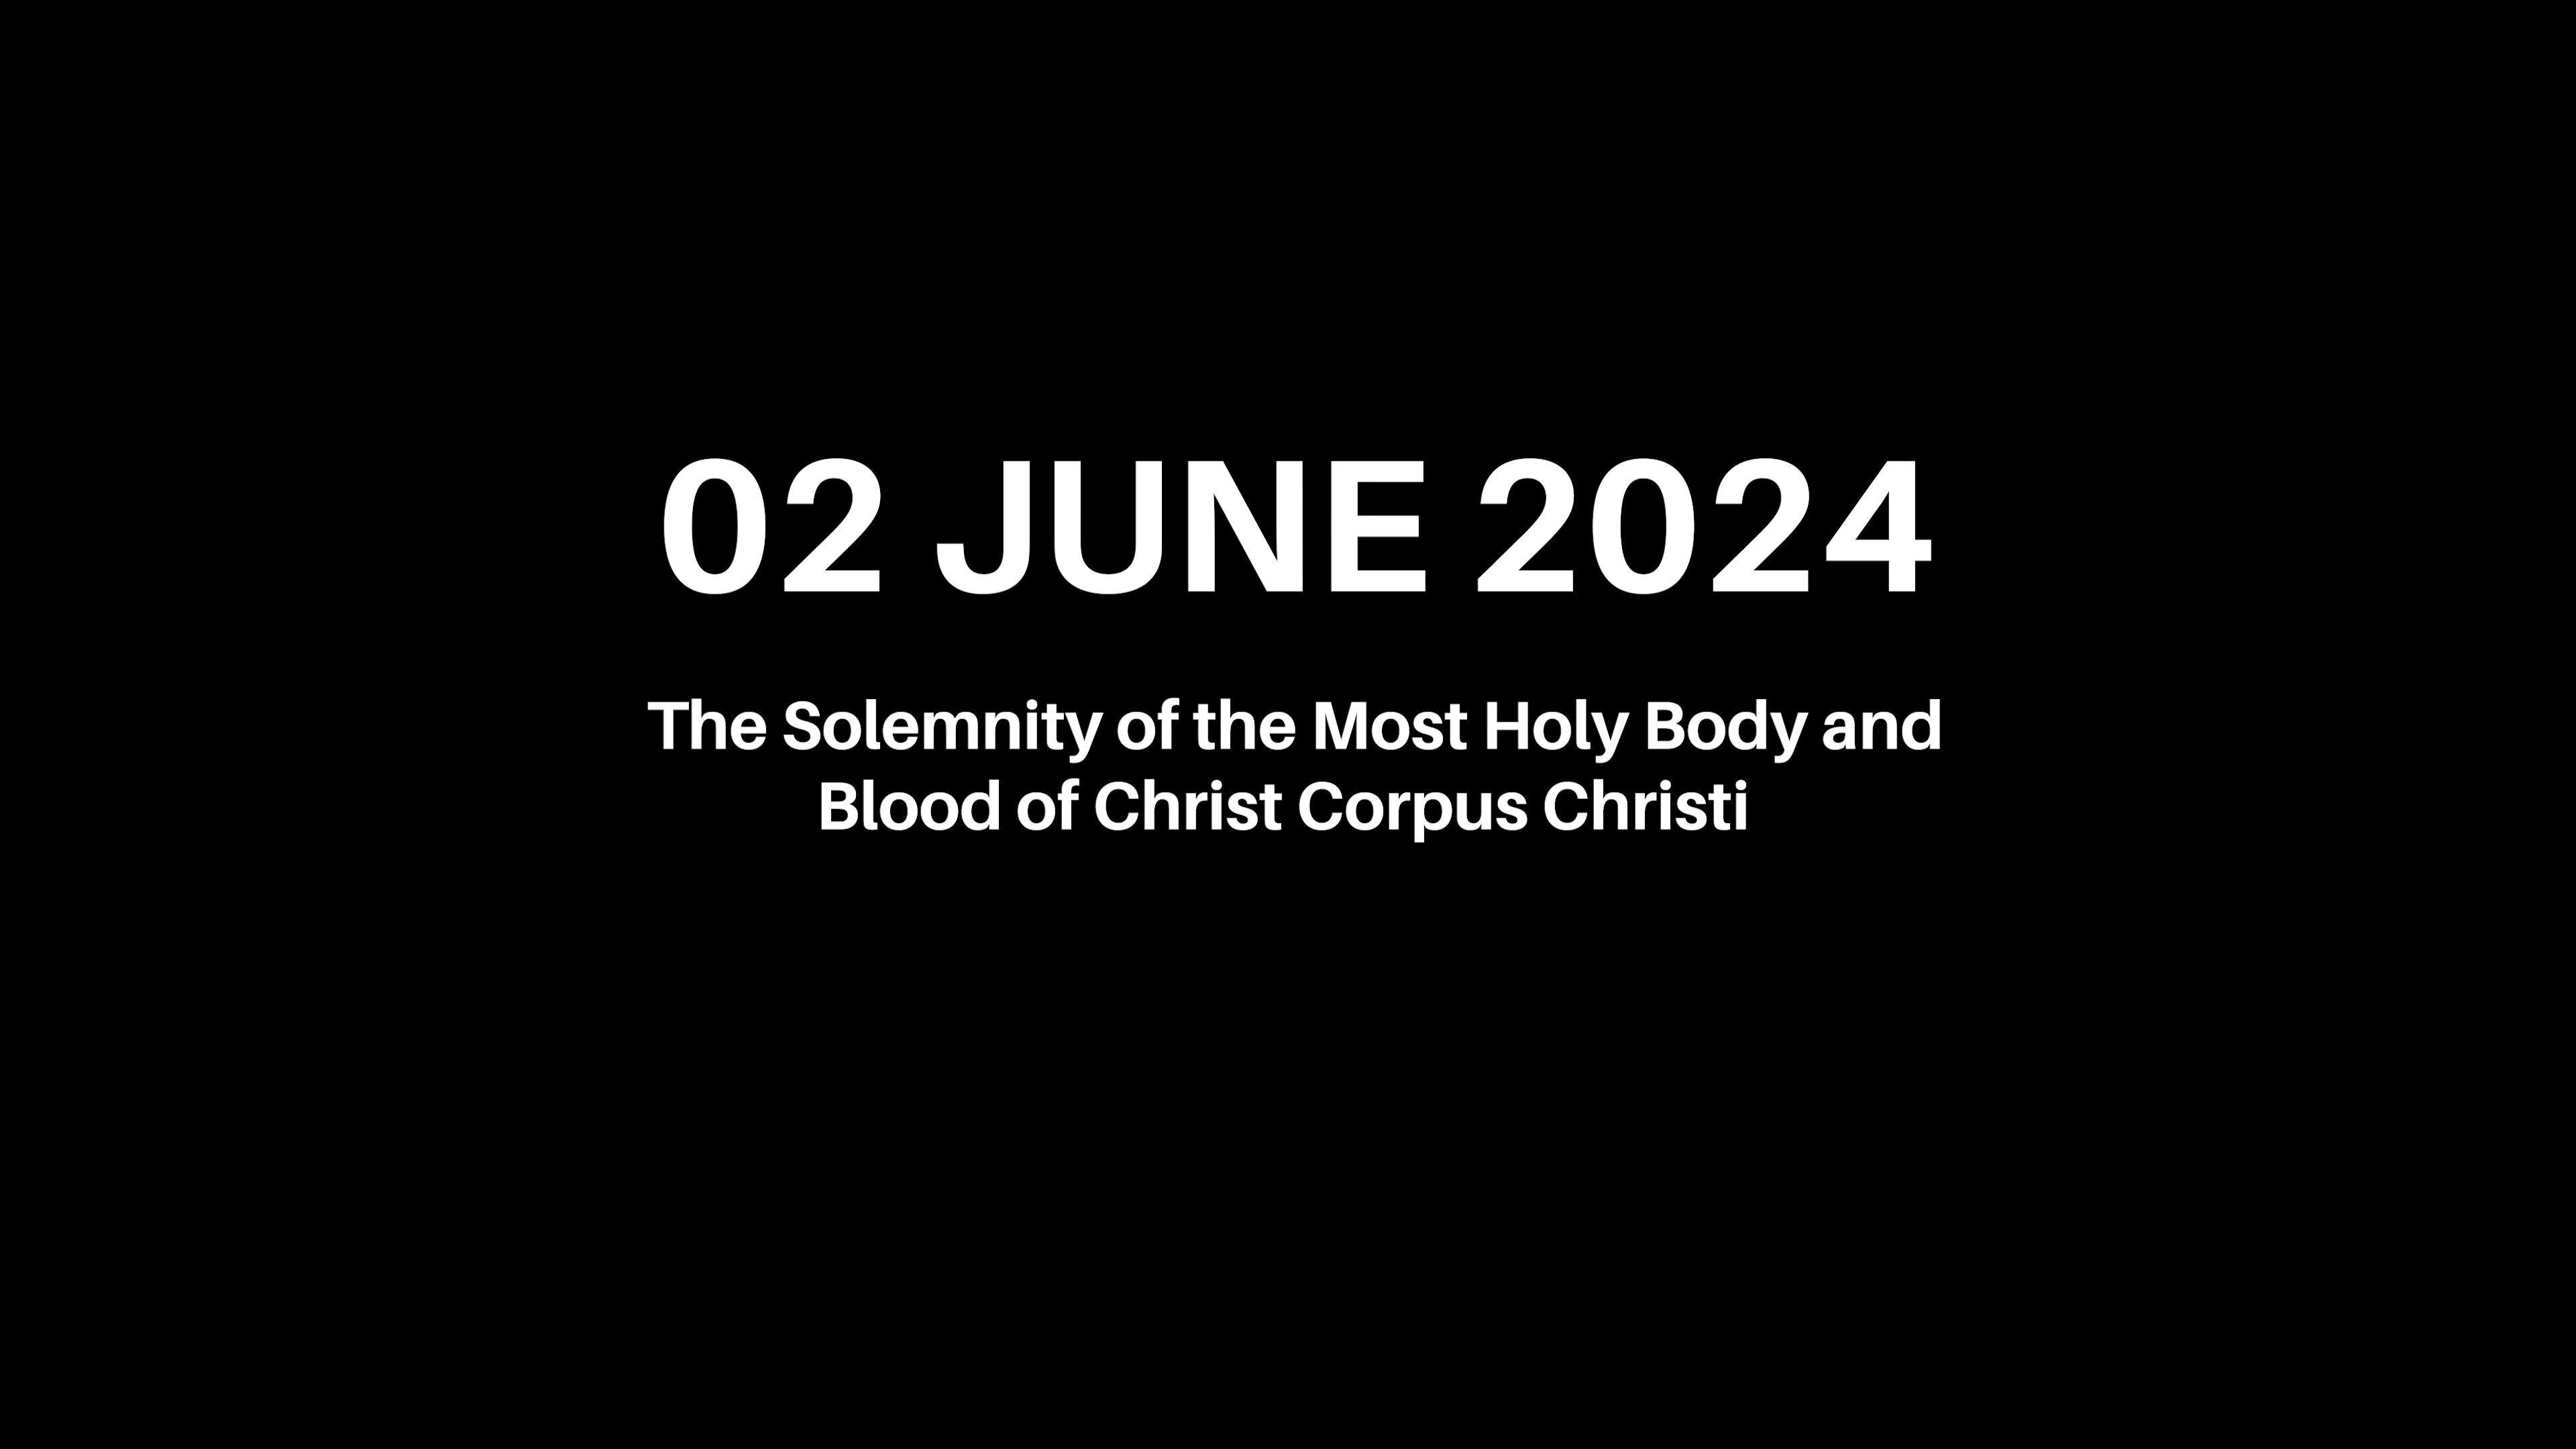 02 JUNE 2024
The Solemnity of the Most Holy Body and
Blood of Christ Corpus Christi